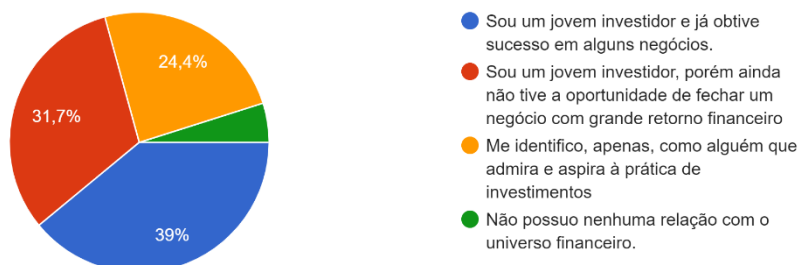 24,4%
31,7%
39%
Sou um jovem investidor e já obtive
sucesso em alguns negócios.
Sou um jovem investidor, porém ainda
não tive a oportunidade de fechar um
negócio com grande retorno financeiro
Me identifico, apenas, como alguém que
admira e aspira à prática de
investimentos
Não possuo nenhuma relação com o
universo financeiro.